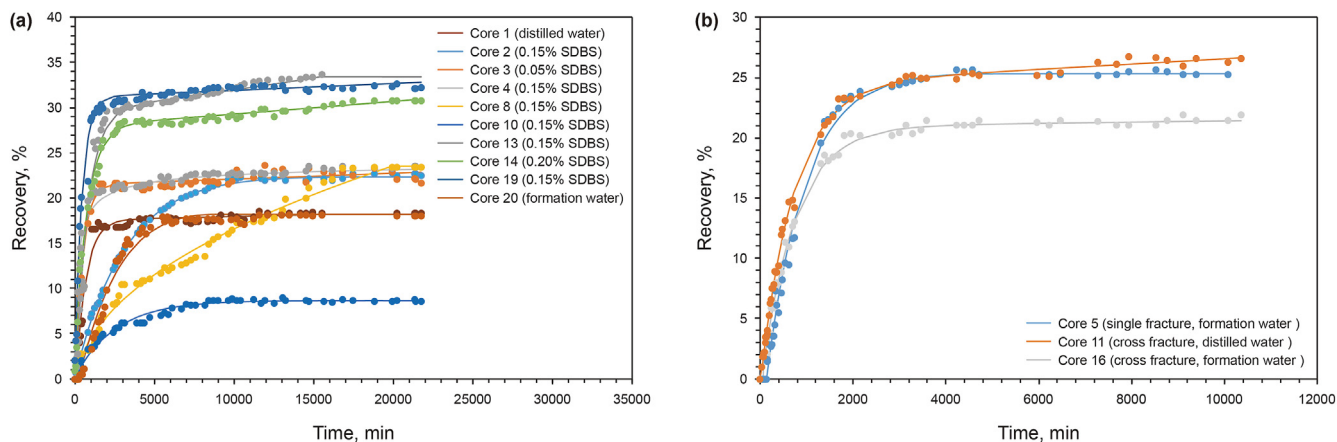 (a)
40
35
30
25
20
15
10
5
0
Recovery, %
0
5000
10000
15000
20000
25000
30000
35000
Time, min
Core 1 (distilled water)
Core 2 (0.15% SDBS)
Core 3 (0.05% SDBS)
Core 4 (0.15% SDBS)
Core 8 (0.15% SDBS)
Core 10 (0.15% SDBS)
Core 13 (0.15% SDBS)
Core 14 (0.20% SDBS)
Core 19 (0.15% SDBS)
Core 20 (formation water)
(b)
30
25
20
15
10
5
0
Recovery, %
0
2000
4000
6000
8000
10000
12000
Time, min
Core 5 (single fracture, formation water )
Core 11 (cross fracture, distilled water )
Core 16 (cross fracture, formation water )